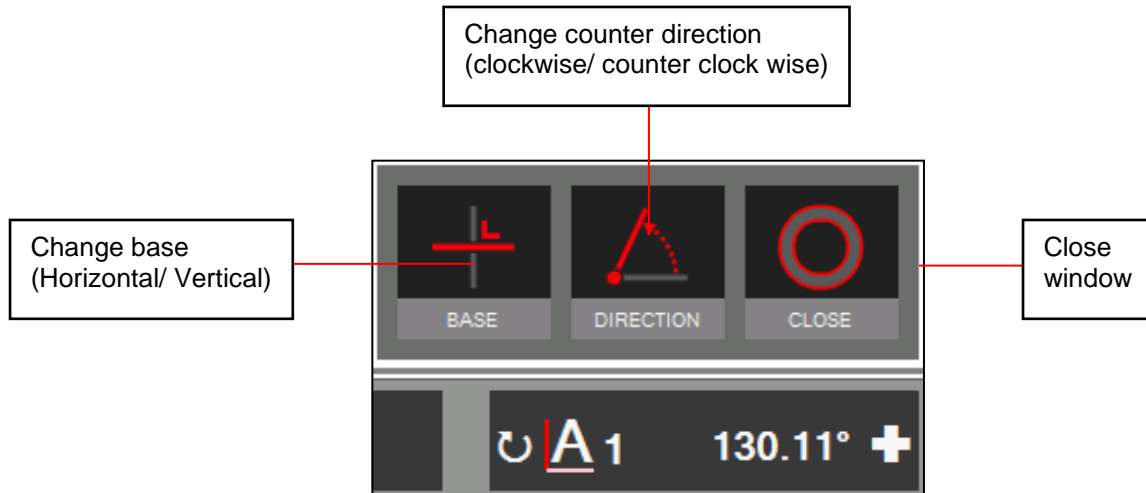 Change counter direction
(clockwise/ counter clock wise)
Change base
(Horizontal/ Vertical)
Close
window
BASE
DIRECTION
CLOSE
A 1 130.11°